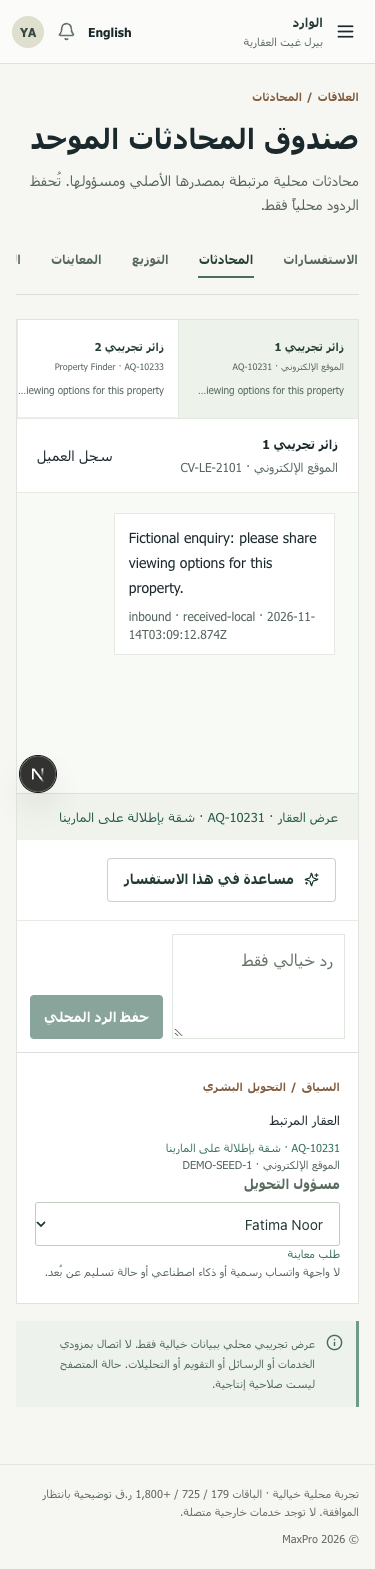 الوارد
بيرل غيت العقارية
English
YA
العلاقات / المحادثات
صندوق المحادثات الموحد
محادثات محلية مرتبطة بمصدرها الأصلي ومسؤولها. تُحفظ
الردود محلياً فقط.
الاستفسارات
المحادثات
التوزيع
المعاينات
زائر تجريبي 1
الموقع الإلكتروني · AQ-10231
...iewing options for this property
زائر تجريبي 2
Property Finder · AQ-10233
...iewing options for this property
زائر تجريبي 1
الموقع الإلكتروني · CV-LE-2101
سجل العميل
Fictional enquiry: please share
viewing options for this
property.
inbound · received-local · 2026-11-
14T03:09:12.874Z
N
عرض العقار · AQ-10231 · شقة بإطلالة على المارينا
مساعدة في هذا الاستفسار
رد خيالي فقط
حفظ الرد المحلي
السياق / التحويل البشري
العقار المرتبط
AQ-10231 · شقة بإطلالة على المارينا
الموقع الإلكتروني · DEMO-SEED-1
مسؤول التحويل
Fatima Noor
طلب معاينة
لا واجهة واتساب رسمية أو ذكاء اصطناعي أو حالة تسليم عن بُعد.
عرض تجريبي محلي ببيانات خيالية فقط. لا اتصال بمزودي
الخدمات أو الرسائل أو التقويم أو التحليلات. حالة المتصفح
ليست صلاحية إنتاجية.
تجربة محلية خيالية · الباقات 179 / 725 / +1,800 ر.ق توضيحية بانتظار
الموافقة. لا توجد خدمات خارجية متصلة.
© 2026 MaxPro